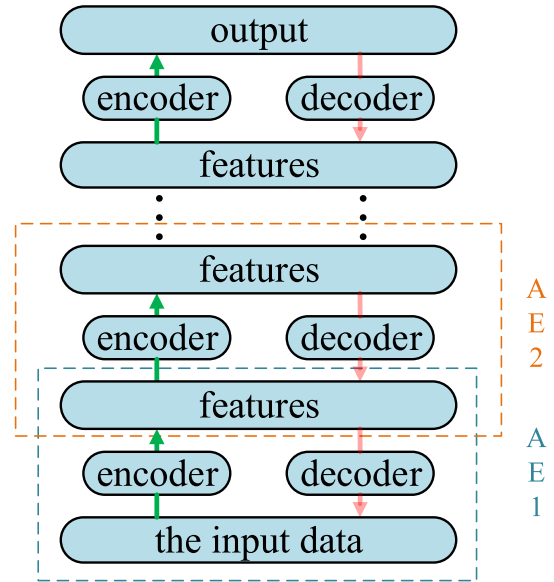 output
encoder
decoder
features
features
encoder
decoder
features
encoder
decoder
the input data
A
E
2
A
E
1